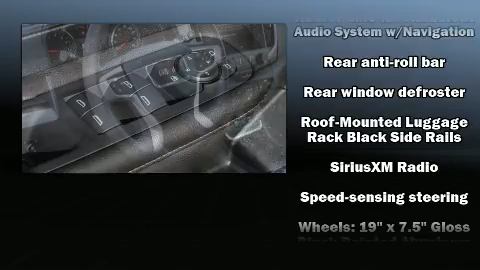 Audio System w/Navigation
Rear anti-roll bar
Rear window defroster
Roof-Mounted Luggage
Rack Black Side Rails
SiriusXM Radio
Speed-sensing steering
Wheels: 19" x 7.5" Gloss